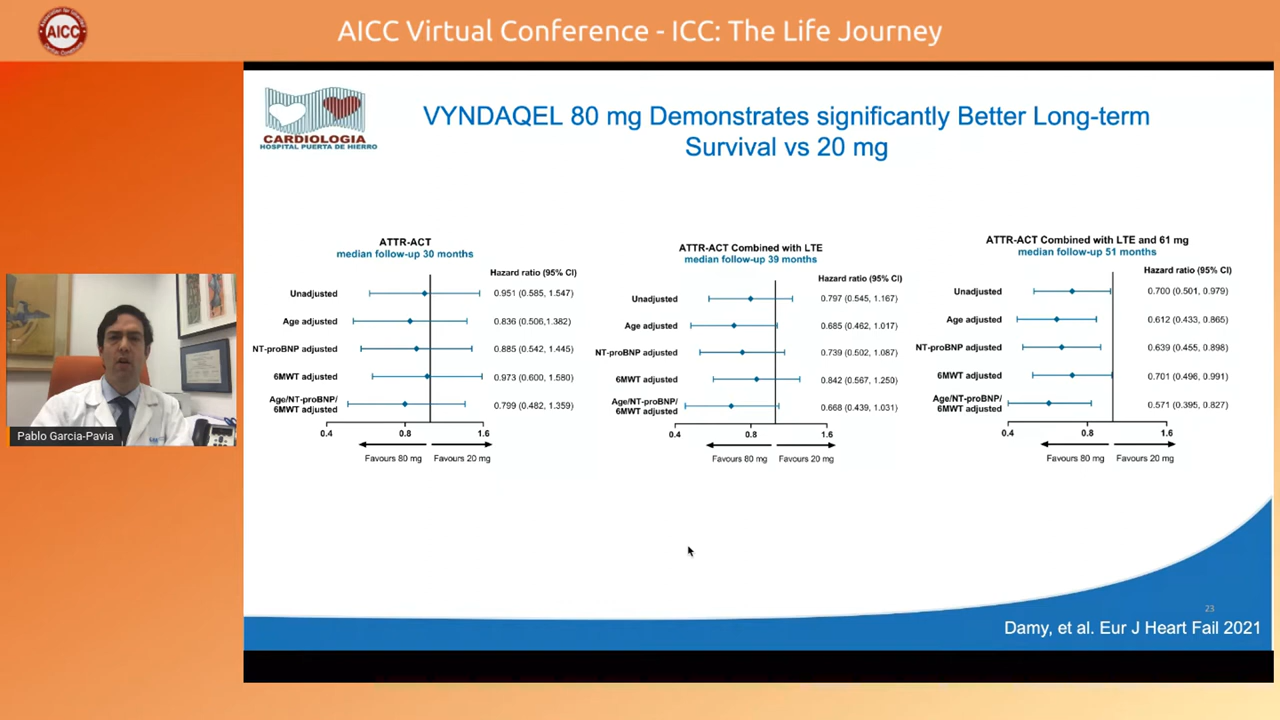 AICC Virtual Conference - ICC: The Life Journey
AICC
CARDIOLOGIA
HOSPITAL PUERTA DE HIERRO
VYNDAQEL 80 mg Demonstrates significantly Better Long-term
Survival vs 20 mg
ATTR-ACT
median follow-up 30 months
Hazard ratio (95% CI)
Unadjusted 0.951 (0.585, 1.547)
Age adjusted 0.836 (0.506,1.382)
NT-proBNP adjusted 0.885 (0.542, 1.445)
6MWT adjusted 0.973 (0.600, 1.580)
Age/NT-proBNP/
6MWT adjusted 0.799 (0.482, 1.359)
0.4 0.8 1.6
Favours 80 mg Favours 20 mg
ATTR-ACT Combined with LTE
median follow-up 39 months
Hazard ratio (95% CI)
Unadjusted 0.797 (0.545, 1.167)
Age adjusted 0.685 (0.462, 1.017)
NT-proBNP adjusted 0.739 (0.502, 1.087)
6MWT adjusted 0.842 (0.567, 1.250)
Age/NT-proBNP/
6MWT adjusted 0.668 (0.439, 1.031)
0.4 0.8 1.6
Favours 80 mg Favours 20 mg
ATTR-ACT Combined with LTE and 61 mg
median follow-up 51 months
Hazard ratio (95% CI)
Unadjusted 0.700 (0.501, 0.979)
Age adjusted 0.612 (0.433, 0.865)
NT-proBNP adjusted 0.639 (0.455, 0.898)
6MWT adjusted 0.701 (0.496, 0.991)
Age/NT-proBNP/
6MWT adjusted 0.571 (0.395, 0.827)
0.4 0.8 1.6
Favours 80 mg Favours 20 mg
Pablo Garcia-Pavia
23
Damy, et al. Eur J Heart Fail 2021